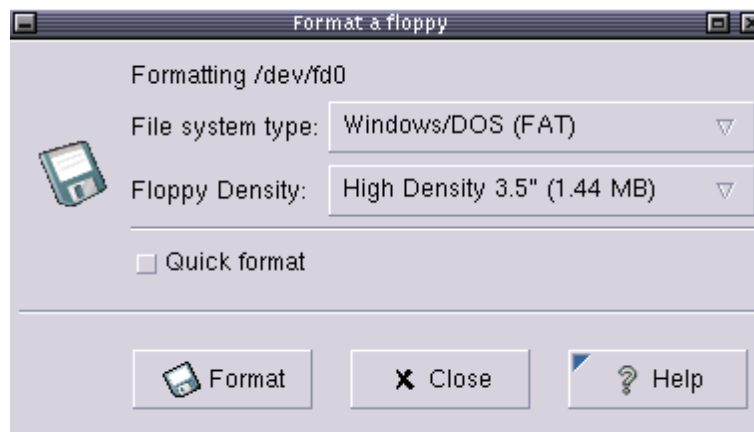 Format a floppy
Formatting /dev/fd0
File system type: Windows/DOS (FAT)
Floppy Density: High Density 3.5" (1.44 MB)
Quick format
Format Close Help